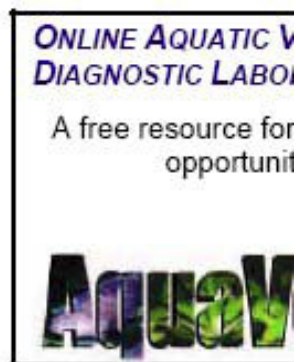 ONLINE AQUATIC V
DIAGNOSTIC LABO
A free resource for
opportunit
AquaV